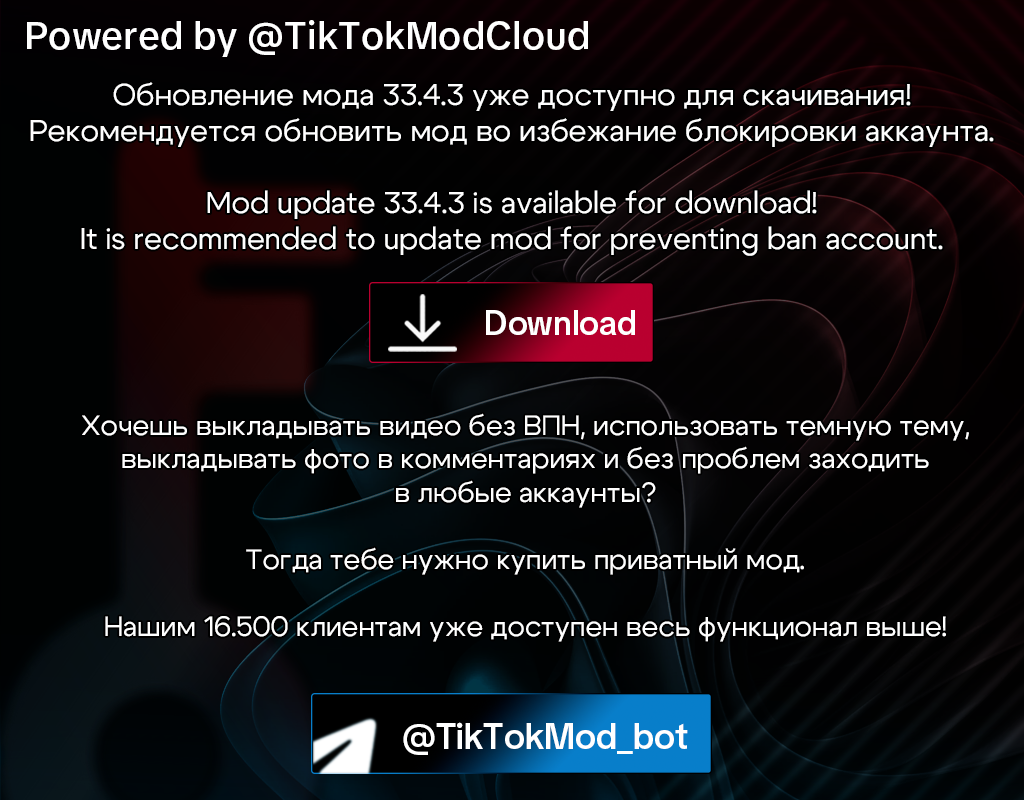 Powered by @TikTokModCloud
Обновление мода 33.4.3 уже доступно для скачивания!
Рекомендуется обновить мод во избежание блокировки аккаунта.
Mod update 33.4.3 is available for download!
It is recommended to update mod for preventing ban account.
Download
Хочешь выкладывать видео без ВПН, использовать темную тему,
выкладывать фото в комментариях и без проблем заходить
в любые аккаунты?
Тогда тебе нужно купить приватный мод.
Нашим 16.500 клиентам уже доступен весь функционал выше!
@TikTokMod_bot